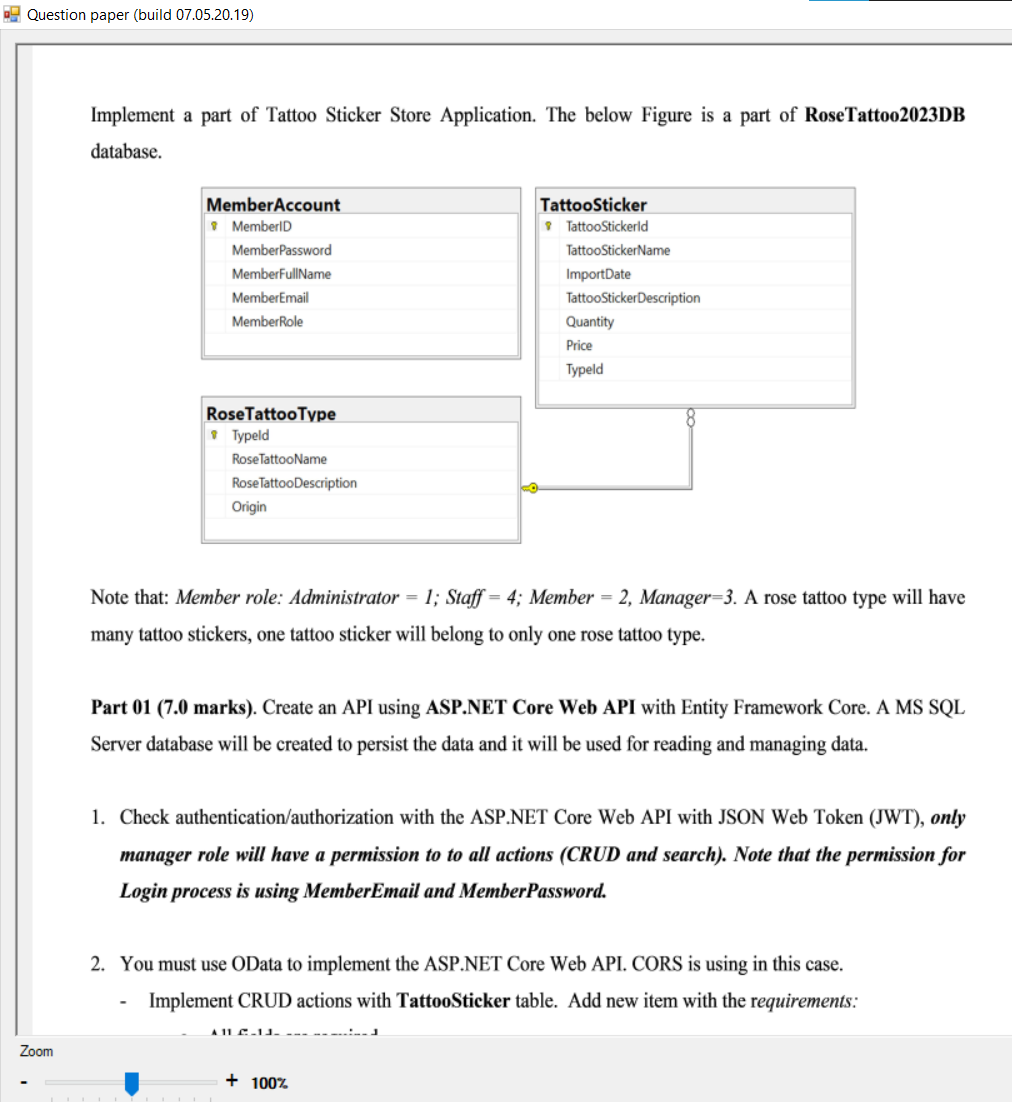 Question paper (build 07.05.20.19)
Implement a part of Tattoo Sticker Store Application. The below Figure is a part of RoseTattoo2023DB
database.
MemberAccount
MemberID
MemberPassword
MemberFullName
MemberEmail
MemberRole
TattooSticker
TattooStickerId
TattooStickerName
ImportDate
TattooStickerDescription
Quantity
Price
TypeId
RoseTattooType
TypeId
RoseTattooName
RoseTattooDescription
Origin
Note that: Member role: Administrator = 1; Staff = 4; Member = 2, Manager=3. A rose tattoo type will have
many tattoo stickers, one tattoo sticker will belong to only one rose tattoo type.
Part 01 (7.0 marks). Create an API using ASP.NET Core Web API with Entity Framework Core. A MS SQL
Server database will be created to persist the data and it will be used for reading and managing data.
1. Check authentication/authorization with the ASP.NET Core Web API with JSON Web Token (JWT), only
manager role will have a permission to to all actions (CRUD and search). Note that the permission for
Login process is using MemberEmail and MemberPassword.
2. You must use OData to implement the ASP.NET Core Web API. CORS is using in this case.
- Implement CRUD actions with TattooSticker table. Add new item with the requirements:
All fields are required
Zoom
- + 100%